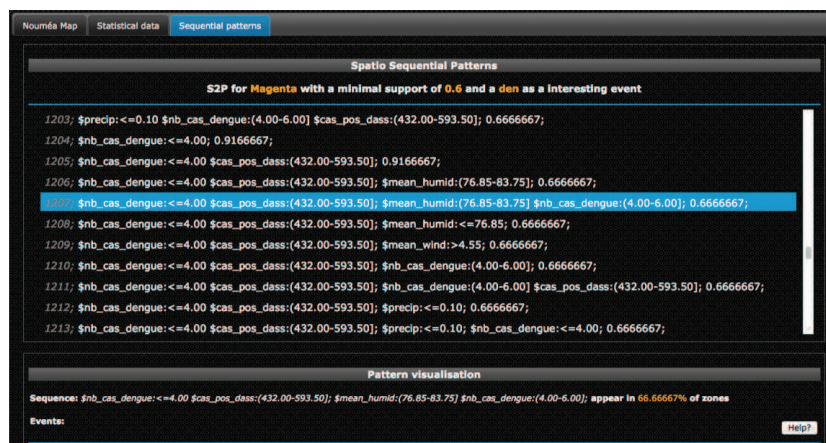 Nouméa Map Statistical data Sequential patterns
Spatio Sequential Patterns
S2P for Magenta with a minimal support of 0.6 and a den as a interesting event
1203; $precip:<=0.10 $nb_cas_dengue:(4.00-6.00] $cas_pos_dass:(432.00-593.50]; 0.6666667;
1204; $nb_cas_dengue:<=4.00; 0.9166667;
1205; $nb_cas_dengue:<=4.00 $cas_pos_dass:(432.00-593.50]; 0.9166667;
1206; $nb_cas_dengue:<=4.00 $cas_pos_dass:(432.00-593.50]; $mean_humid:(76.85-83.75]; 0.6666667;
1207; $nb_cas_dengue:<=4.00 $cas_pos_dass:(432.00-593.50]; $mean_humid:(76.85-83.75] $nb_cas_dengue:(4.00-6.00]; 0.6666667;
1208; $nb_cas_dengue:<=4.00 $cas_pos_dass:(432.00-593.50]; $mean_humid:<=76.85; 0.6666667;
1209; $nb_cas_dengue:<=4.00 $cas_pos_dass:(432.00-593.50]; $mean_wind:>4.55; 0.6666667;
1210; $nb_cas_dengue:<=4.00 $cas_pos_dass:(432.00-593.50]; $nb_cas_dengue:(4.00-6.00]; 0.6666667;
1211; $nb_cas_dengue:<=4.00 $cas_pos_dass:(432.00-593.50]; $nb_cas_dengue:(4.00-6.00] $cas_pos_dass:(432.00-593.50]; 0.6666667;
1212; $nb_cas_dengue:<=4.00 $cas_pos_dass:(432.00-593.50]; $precip:<=0.10; 0.6666667;
1213; $nb_cas_dengue:<=4.00 $cas_pos_dass:(432.00-593.50]; $precip:<=0.10; $nb_cas_dengue:<=4.00; 0.6666667;
Pattern visualisation
Sequence: $nb_cas_dengue:<=4.00 $cas_pos_dass:(432.00-593.50]; $mean_humid:(76.85-83.75] $nb_cas_dengue:(4.00-6.00]; appear in 66.66667% of zones
Events:
Help?